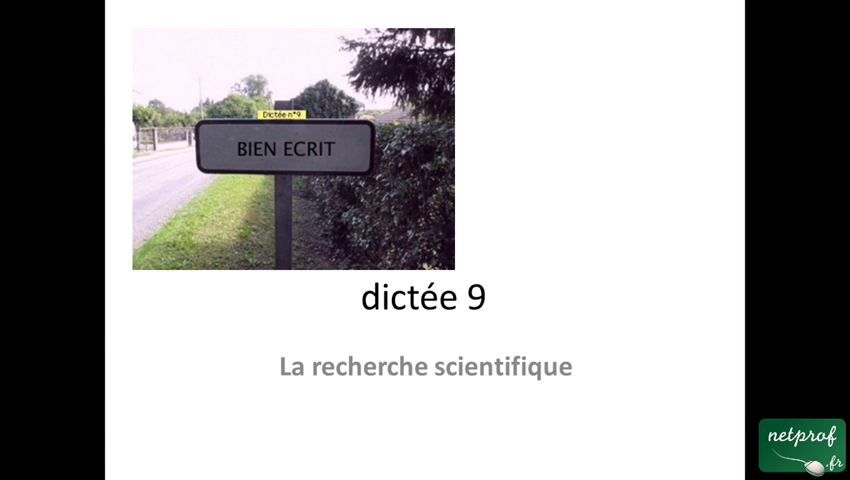 Dictée n°9
BIEN ECRIT
dictée 9
La recherche scientifique
netprof
.fr